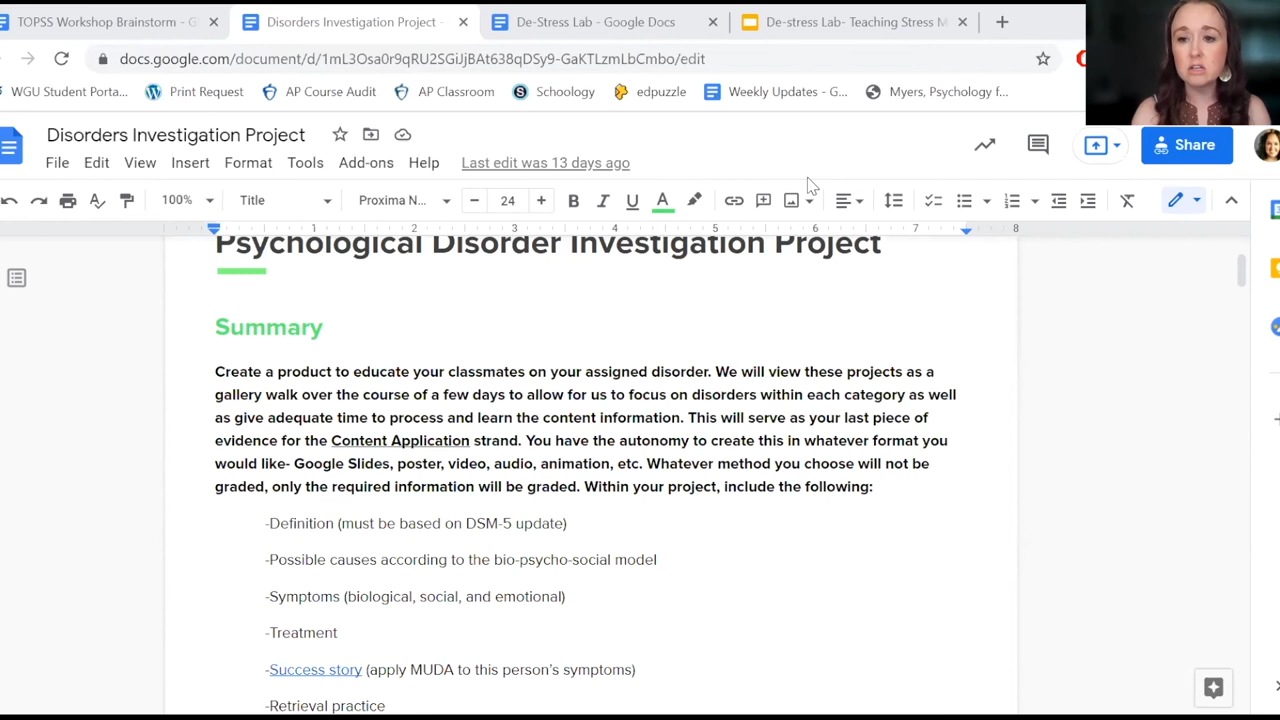 TOPSS Workshop Brainstorm - G
Disorders Investigation Project -
De-Stress Lab - Google Docs
De-stress Lab- Teaching Stress M
docs.google.com/document/d/1mL3Osa0r9qRU2SGiJjBAt638qDSy9-GaKTLzmLbCmbo/edit
WGU Student Porta...
Print Request
AP Course Audit
AP Classroom
Schoology
edpuzzle
Weekly Updates - G...
Myers, Psychology f...
Disorders Investigation Project
File Edit View Insert Format Tools Add-ons Help Last edit was 13 days ago
Share
100% Title Proxima N... 24 B I U A
1 2 3 4 5 6 7 8
Psychological Disorder Investigation Project
Summary
Create a product to educate your classmates on your assigned disorder. We will view these projects as a
gallery walk over the course of a few days to allow for us to focus on disorders within each category as well
as give adequate time to process and learn the content information. This will serve as your last piece of
evidence for the Content Application strand. You have the autonomy to create this in whatever format you
would like- Google Slides, poster, video, audio, animation, etc. Whatever method you choose will not be
graded, only the required information will be graded. Within your project, include the following:
-Definition (must be based on DSM-5 update)
-Possible causes according to the bio-psycho-social model
-Symptoms (biological, social, and emotional)
-Treatment
-Success story (apply MUDA to this person's symptoms)
-Retrieval practice